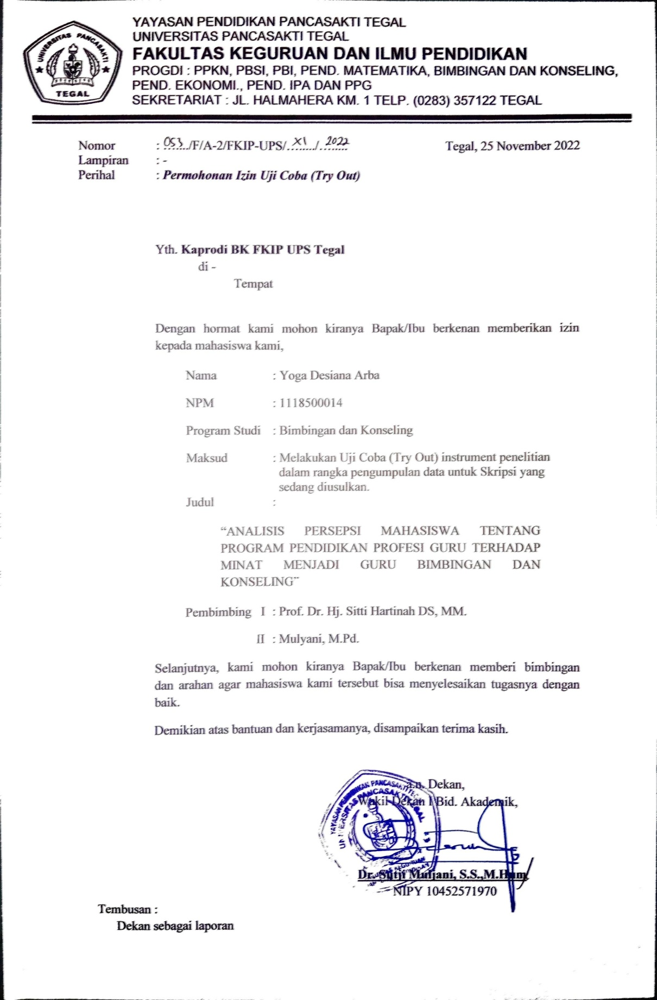 UNIVERSITAS PANCASAKTI
TEGAL
YAYASAN PENDIDIKAN PANCASAKTI TEGAL
UNIVERSITAS PANCASAKTI TEGAL
FAKULTAS KEGURUAN DAN ILMU PENDIDIKAN
PROGDI : PPKN, PBSI, PBI, PEND. MATEMATIKA, BIMBINGAN DAN KONSELING,
PEND. EKONOMI., PEND. IPA DAN PPG
SEKRETARIAT : JL. HALMAHERA KM. 1 TELP. (0283) 357122 TEGAL
Nomor : 053/F/A-2/FKIP-UPS/XI/2022 Tegal, 25 November 2022
Lampiran : -
Perihal : Permohonan Izin Uji Coba (Try Out)
Yth. Kaprodi BK FKIP UPS Tegal
di -
Tempat
Dengan hormat kami mohon kiranya Bapak/Ibu berkenan memberikan izin
kepada mahasiswa kami,
Nama : Yoga Desiana Arba
NPM : 1118500014
Program Studi : Bimbingan dan Konseling
Maksud : Melakukan Uji Coba (Try Out) instrument penelitian
dalam rangka pengumpulan data untuk Skripsi yang
sedang diusulkan.
Judul :
“ANALISIS PERSEPSI MAHASISWA TENTANG
PROGRAM PENDIDIKAN PROFESI GURU TERHADAP
MINAT MENJADI GURU BIMBINGAN DAN
KONSELING”
Pembimbing I : Prof. Dr. Hj. Sitti Hartinah DS, MM.
II : Mulyani, M.Pd.
Selanjutnya, kami mohon kiranya Bapak/Ibu berkenan memberi bimbingan
dan arahan agar mahasiswa kami tersebut bisa menyelesaikan tugasnya dengan
baik.
Demikian atas bantuan dan kerjasamanya, disampaikan terima kasih.
a.n. Dekan,
Wakil Dekan I Bid. Akademik,
YAYASAN PENDIDIKAN PANCASAKTI TEGAL
UNIVERSITAS PANCASAKTI TEGAL
Dr. Sutji Muljani, S.S.,M.Hum
NIPY 10452571970
Tembusan :
Dekan sebagai laporan